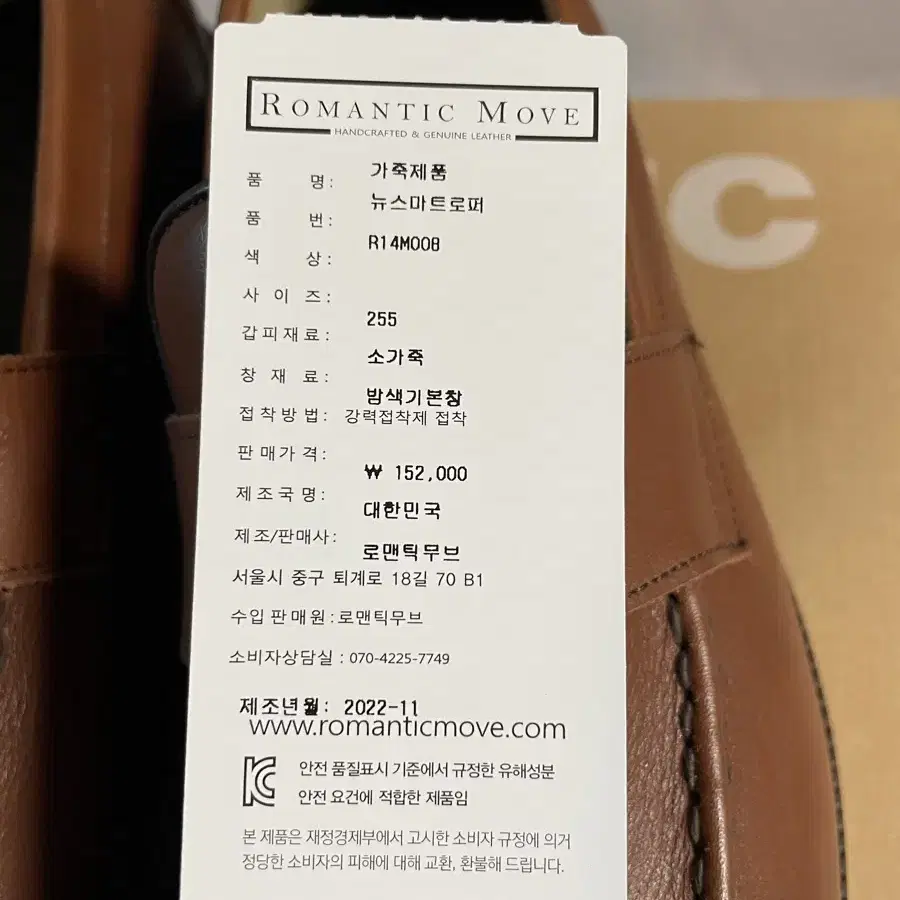 ROMANTIC MOVE
HANDCRAFTED & GENUINE LEATHER
품 명: 가죽제품
품 번: 뉴스마트로퍼
색 상: R14M008
사 이 즈:
갑피재료: 255
창 재 료: 소가죽
밤색기본창
접착방법: 강력접착제 접착
판매가격:
₩ 152,000
제조국명: 대한민국
제조/판매사: 로맨틱무브
서울시 중구 퇴계로 18길 70 B1
수입 판매원 : 로맨틱무브
소비자상담실 : 070-4225-7749
제조년월: 2022-11
www.romanticmove.com
안전 품질표시 기준에서 규정한 유해성분
안전 요건에 적합한 제품임
본 제품은 재정경제부에서 고시한 소비자 규정에 의거
정당한 소비자의 피해에 대해 교환, 환불해 드립니다.
C